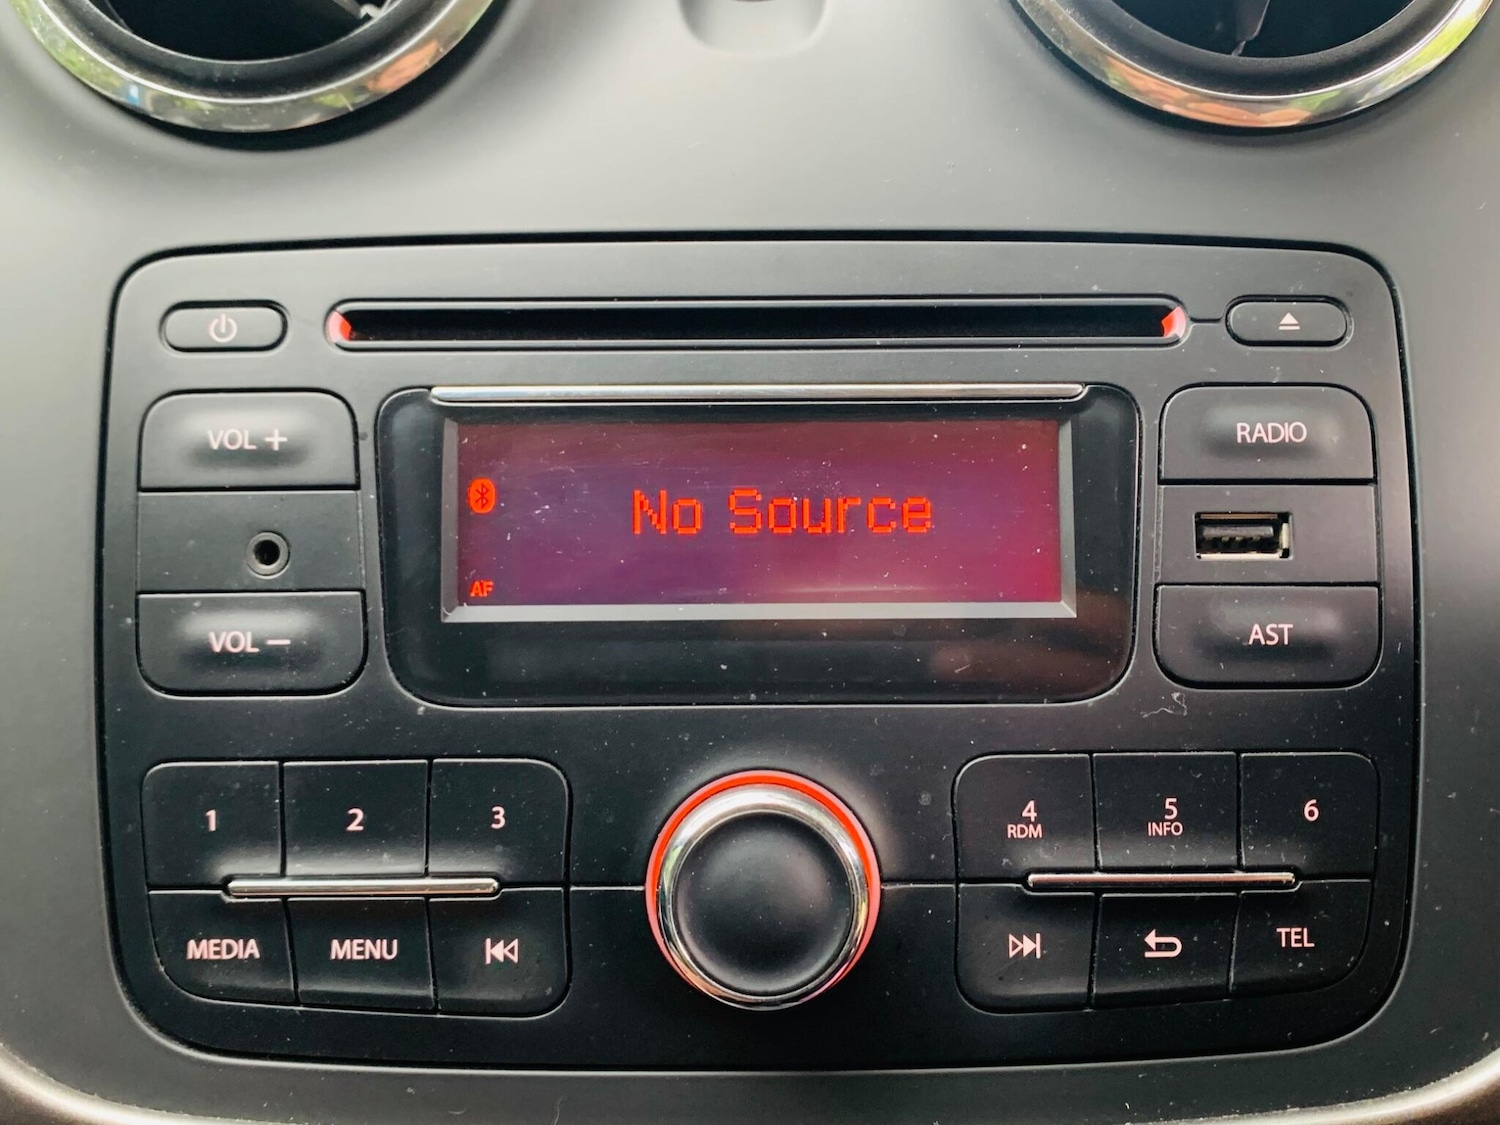 VOL +
RADIO
No Source
AF
VOL −
AST
1
2
3
4
RDM
5
INFO
6
MEDIA
MENU
TEL